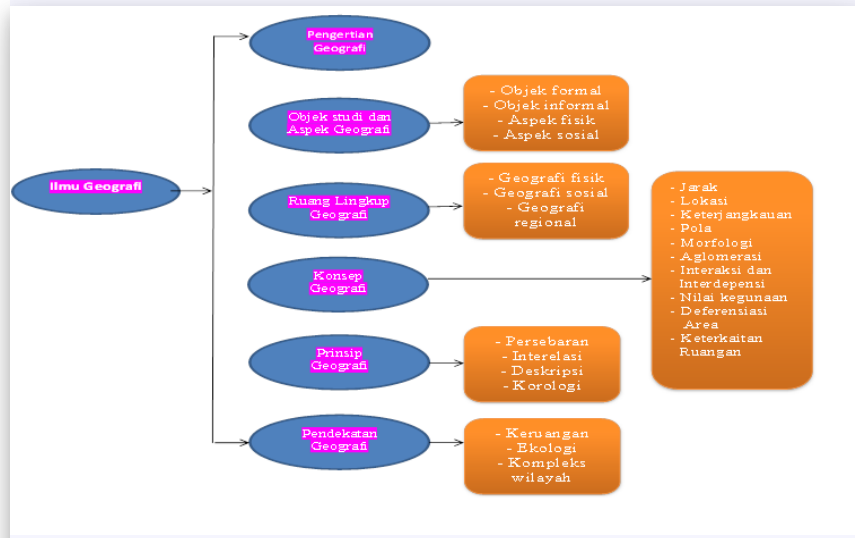 Ilmu Geografi
Pengertian
Geografi
Objek studi dan
Aspek Geografi
- Objek formal
- Objek informal
- Aspek fisik
- Aspek sosial
Ruang Lingkup
Geografi
- Geografi fisik
- Geografi sosial
- Geografi
regional
Konsep
Geografi
- Jarak
- Lokasi
- Keterjangkauan
- Pola
- Morfologi
- Aglomerasi
- Interaksi dan
Interdepensi
- Nilai kegunaan
- Deferensiasi
Area
- Keterkaitan
Ruangan
Prinsip
Geografi
- Persebaran
- Interelasi
- Deskripsi
- Korologi
Pendekatan
Geografi
- Keruangan
- Ekologi
- Kompleks
wilayah